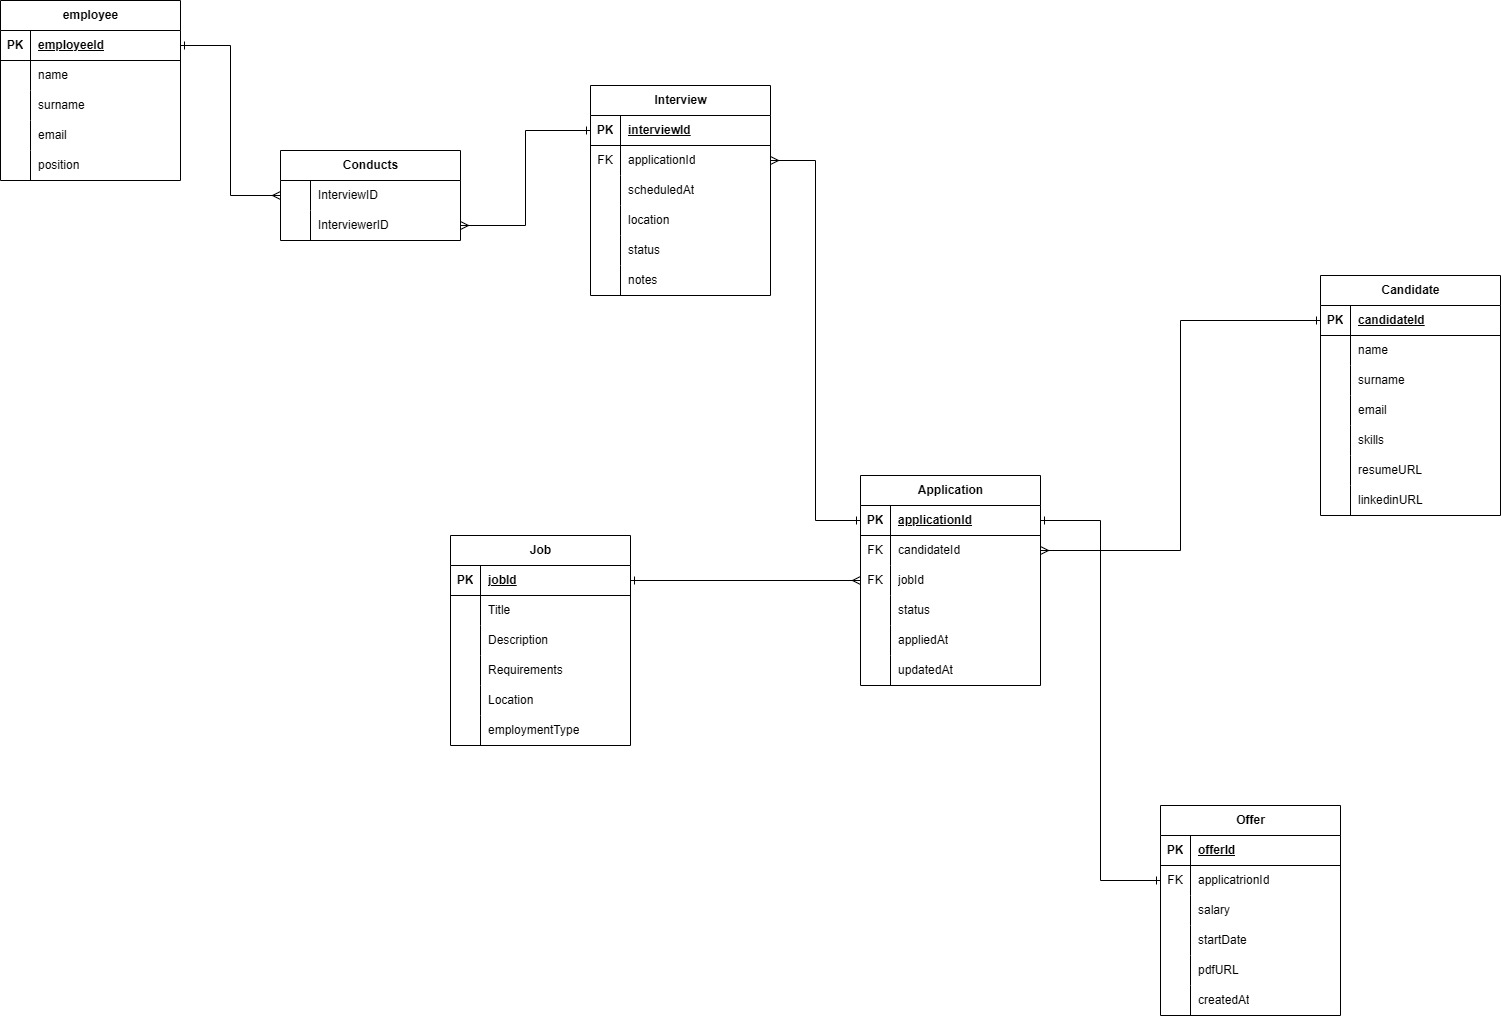 employee
PK employeeId
name
surname
email
position
Conducts
InterviewID
InterviewerID
Interview
PK interviewId
FK applicationId
scheduledAt
location
status
notes
Candidate
PK candidateId
name
surname
email
skills
resumeURL
linkedinURL
Application
PK applicationId
FK candidateId
FK jobId
status
appliedAt
updatedAt
Job
PK jobId
Title
Description
Requirements
Location
employmentType
Offer
PK offerId
FK applicatrionId
salary
startDate
pdfURL
createdAt